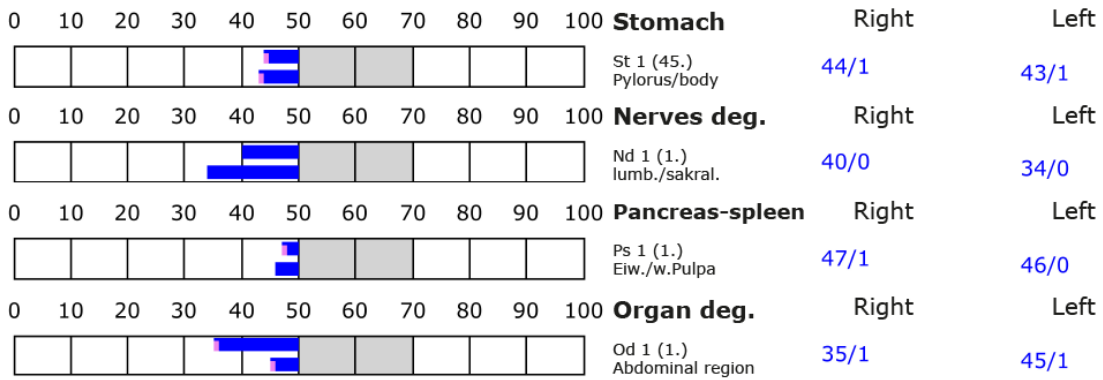 0 10 20 30 40 50 60 70 80 90 100 Stomach Right Left
St 1 (45.) 44/1 43/1
Pylorus/body
0 10 20 30 40 50 60 70 80 90 100 Nerves deg. Right Left
Nd 1 (1.) 40/0 34/0
lumb./sakral.
0 10 20 30 40 50 60 70 80 90 100 Pancreas-spleen Right Left
Ps 1 (1.) 47/1 46/0
Eiw./w.Pulpa
0 10 20 30 40 50 60 70 80 90 100 Organ deg. Right Left
Od 1 (1.) 35/1 45/1
Abdominal region